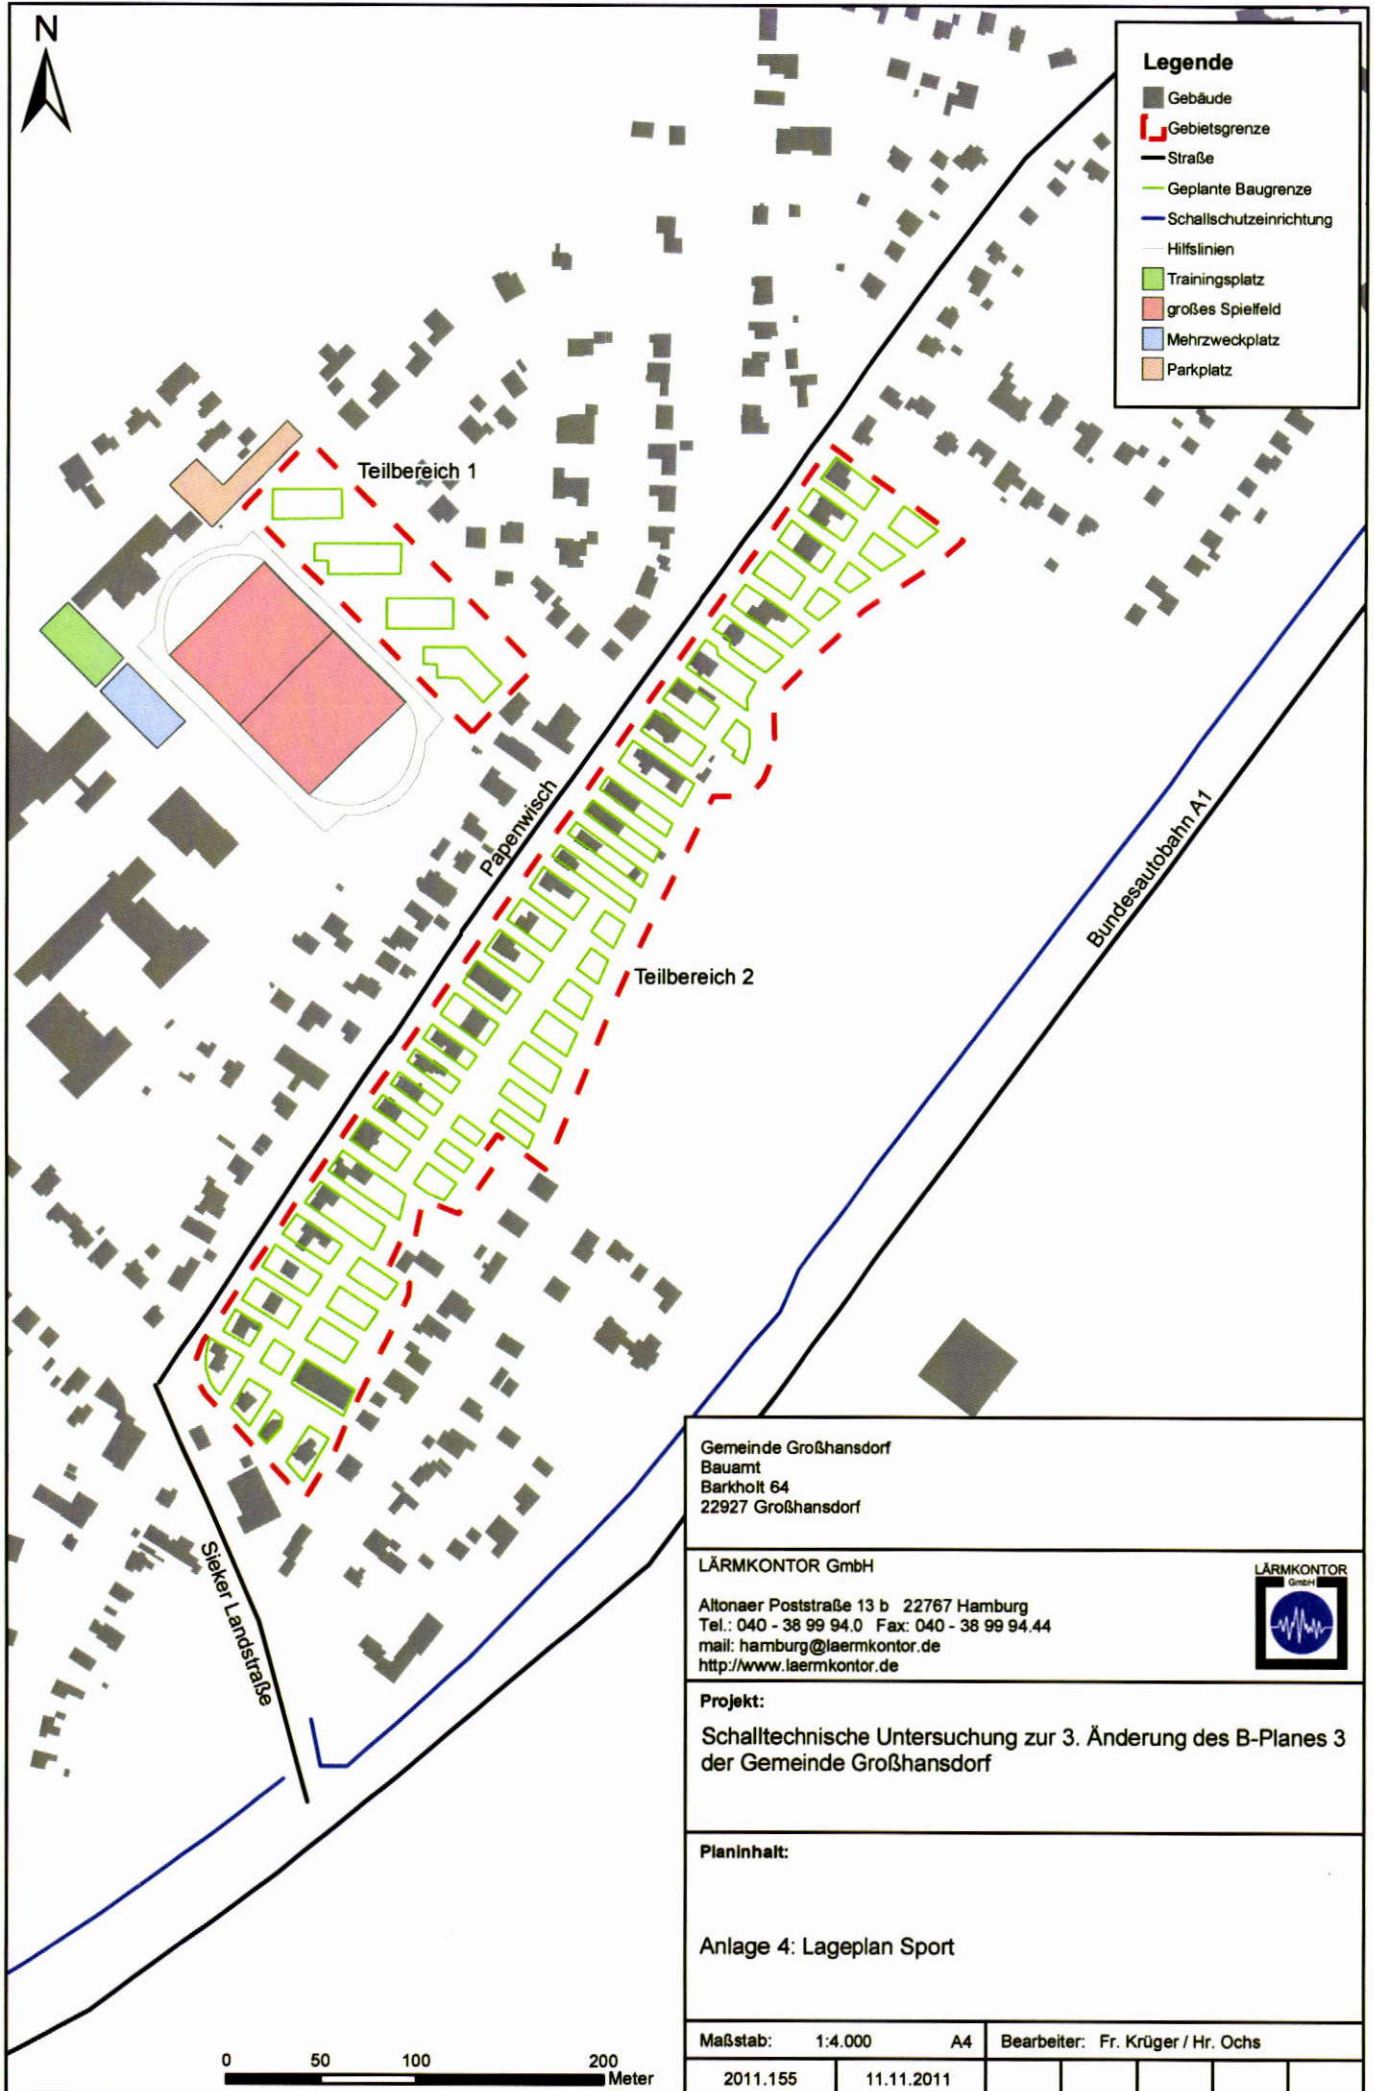 N
Legende
Gebäude
Gebietsgrenze
Straße
Geplante Baugrenze
Schallschutzeinrichtung
Hilfslinien
Trainingsplatz
großes Spielfeld
Mehrzweckplatz
Parkplatz
Teilbereich 1
Papenwisch
Bundesautobahn A1
Teilbereich 2
Sieker Landstraße
Gemeinde Großhansdorf
Bauamt
Barkholt 64
22927 Großhansdorf
LÄRMKONTOR GmbH
Altonaer Poststraße 13 b 22767 Hamburg
Tel.: 040 - 38 99 94.0 Fax: 040 - 38 99 94.44
mail: hamburg@laermkontor.de
http://www.laermkontor.de
LÄRMKONTOR
GmbH
Projekt:
Schalltechnische Untersuchung zur 3. Änderung des B-Planes 3
der Gemeinde Großhansdorf
Planinhalt:
Anlage 4: Lageplan Sport
Maßstab: 1:4.000 A4 Bearbeiter: Fr. Krüger / Hr. Ochs
2011.155 11.11.2011
0 50 100 200
Meter